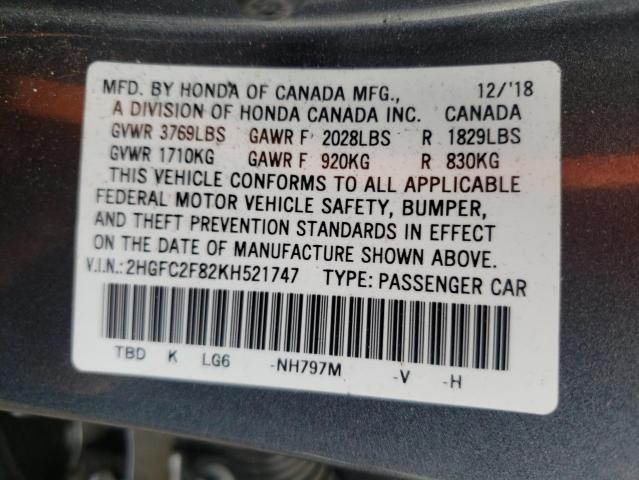 MFD. BY HONDA OF CANADA MFG., 12/'18
A DIVISION OF HONDA CANADA INC. CANADA
GVWR 3769LBS GAWR F 2028LBS R 1829LBS
GVWR 1710KG GAWR F 920KG R 830KG
THIS VEHICLE CONFORMS TO ALL APPLICABLE
FEDERAL MOTOR VEHICLE SAFETY, BUMPER,
AND THEFT PREVENTION STANDARDS IN EFFECT
ON THE DATE OF MANUFACTURE SHOWN ABOVE.
V.I.N.:2HGFC2F82KH521747 TYPE: PASSENGER CAR
TBD K LG6 -NH797M -V -H